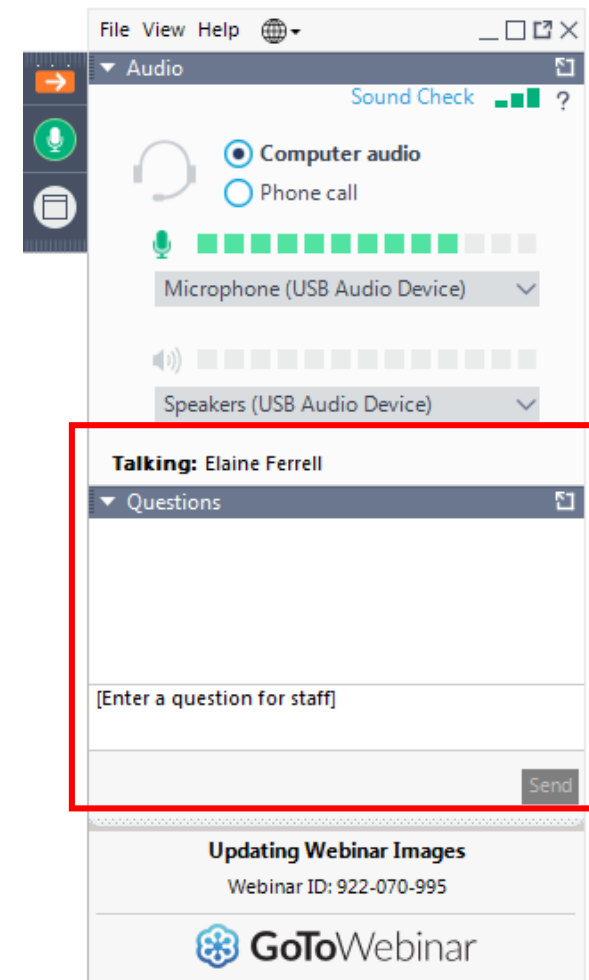 File View Help
Audio
Sound Check ?
Computer audio
Phone call
Microphone (USB Audio Device)
Speakers (USB Audio Device)
Talking: Elaine Ferrell
Questions
[Enter a question for staff]
Send
Updating Webinar Images
Webinar ID: 922-070-995
GoToWebinar